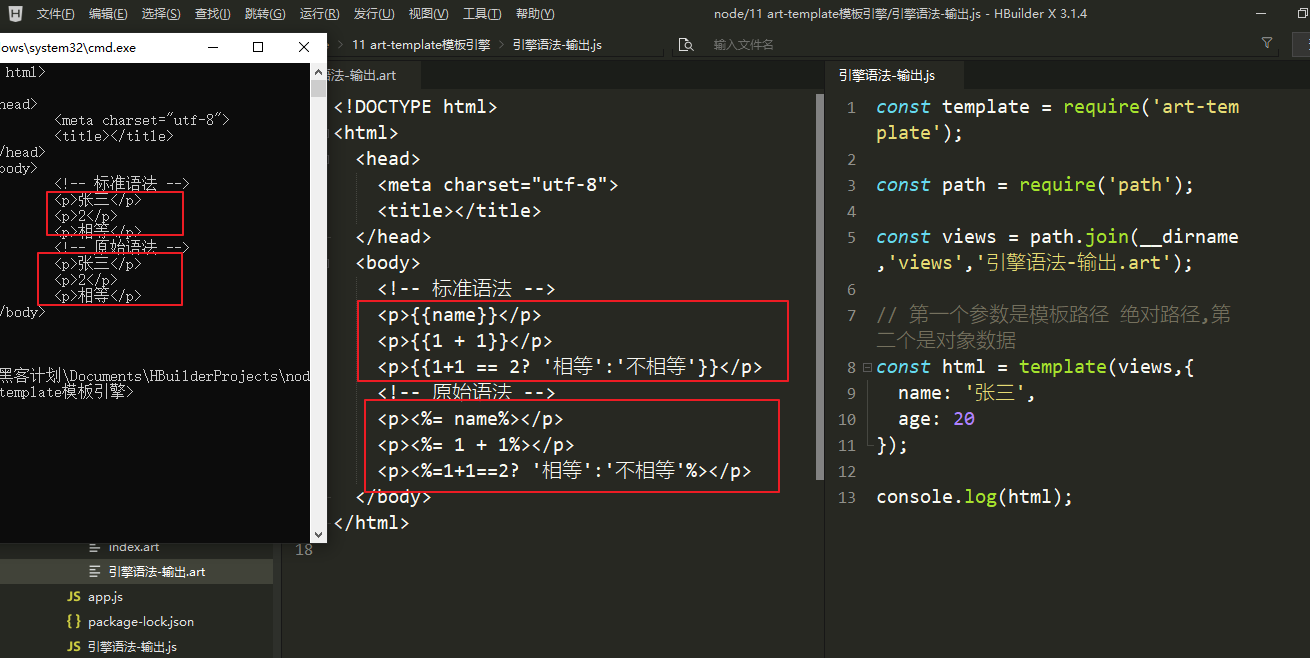 文件(F) 编辑(E) 选择(S) 查找(I) 跳转(G) 运行(R) 发行(U) 视图(V) 工具(T) 帮助(Y) node/11 art-template模板引擎/引擎语法-输出.js - HBuilder X 3.1.4
11 art-template模板引擎 引擎语法-输出.js 输入文件名
ows\system32\cmd.exe
html>
ead>
<meta charset="utf-8">
<title></title>
/head>
body>
<!-- 标准语法 -->
<p>张三</p>
<p>2</p>
<p>相等</p>
<!-- 原始语法 -->
<p>张三</p>
<p>2</p>
<p>相等</p>
/body>
黑客计划\Documents\HBuilderProjects\nod
template模板引擎>
语法-输出.art
<!DOCTYPE html>
<html>
<head>
<meta charset="utf-8">
<title></title>
</head>
<body>
<!-- 标准语法 -->
<p>{{name}}</p>
<p>{{1 + 1}}</p>
<p>{{1+1 == 2? '相等':'不相等'}}</p>
<!-- 原始语法 -->
<p><%= name%></p>
<p><%= 1 + 1%></p>
<p><%=1+1==2? '相等':'不相等'%></p>
</body>
</html>
18
引擎语法-输出.js
1 const template = require('art-tem
plate');
2
3 const path = require('path');
4
5 const views = path.join(__dirname
,'views','引擎语法-输出.art');
6
7 // 第一个参数是模板路径 绝对路径,第
二个是对象数据
8 const html = template(views,{
9 name: '张三',
10 age: 20
11 });
12
13 console.log(html);
index.art
引擎语法-输出.art
JS app.js
{ } package-lock.json
JS 引擎语法-输出.js